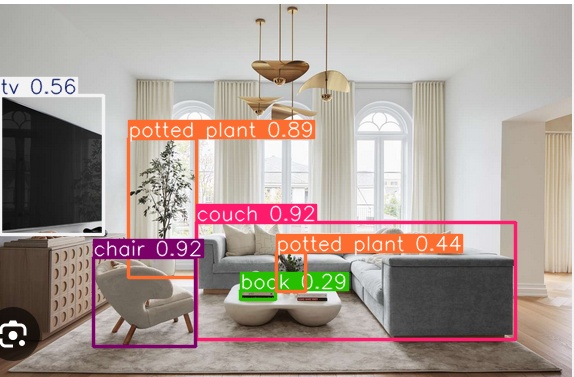 tv 0.56
potted plant 0.89
couch 0.92
chair 0.92
potted plant 0.44
book 0.29